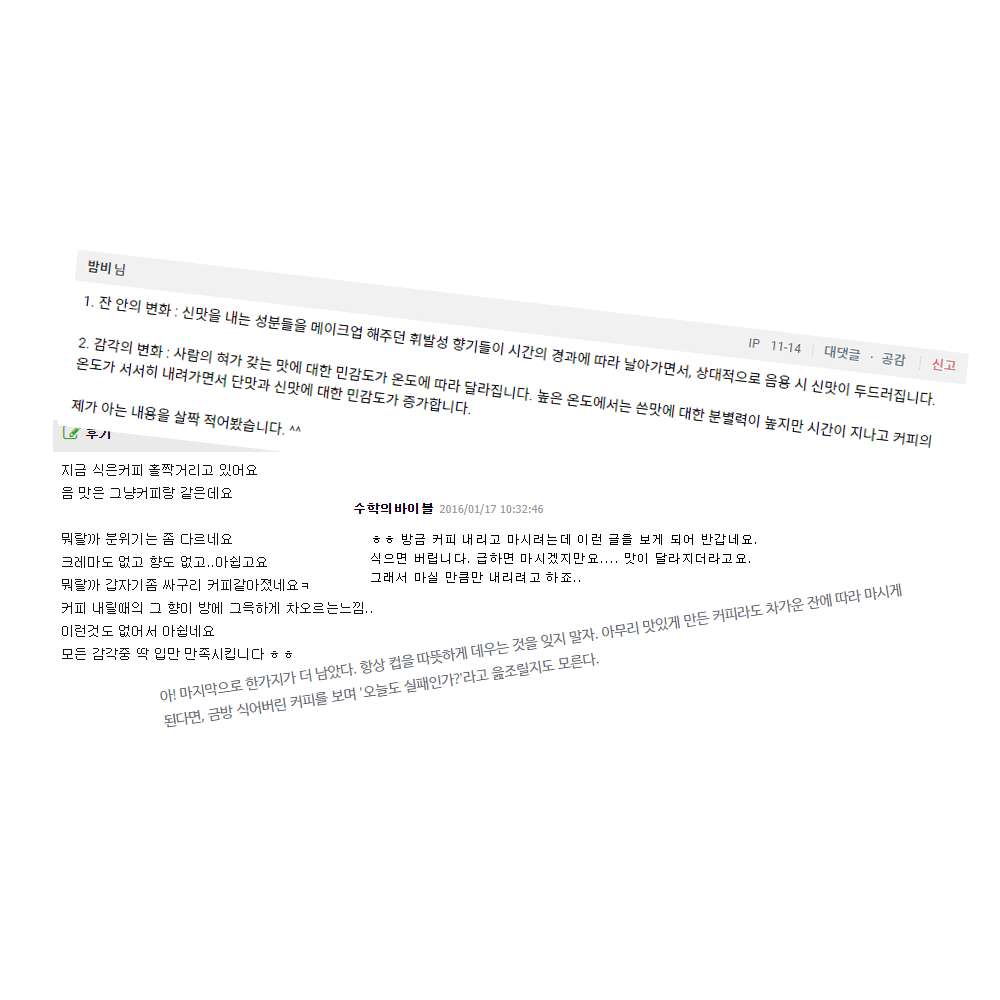 밤비 님
IP 11-14 대댓글 · 공감 신고
1. 잔 안의 변화 : 신맛을 내는 성분들을 메이크업 해주던 휘발성 향기들이 시간의 경과에 따라 날아가면서, 상대적으로 음용 시 신맛이 두드러집니다.
2. 감각의 변화 : 사람의 혀가 갖는 맛에 대한 민감도가 온도에 따라 달라집니다. 높은 온도에서는 쓴맛에 대한 분별력이 높지만 시간이 지나고 커피의
온도가 서서히 내려가면서 단맛과 신맛에 대한 민감도가 증가합니다.
제가 아는 내용을 살짝 적어봤습니다. ^^
후기
지금 식은커피 홀짝거리고 있어요
음 맛은 그냥커피랑 같은데요
뭐랄까 분위기는 좀 다르네요
크레마도 없고 향도 없고..아쉽고요
뭐랄까 갑자기좀 싸구리 커피같아졌네요ㅋ
커피 내릴때의 그 향이 방에 그윽하게 차오르는느낌..
이런것도 없어서 아쉽네요
모든 감각중 딱 입만 만족시킵니다 ㅎㅎ
수학의바이블 2016/01/17 10:32:46
ㅎㅎ 방금 커피 내리고 마시려는데 이런 글을 보게 되어 반갑네요.
식으면 버립니다. 급하면 마시겠지만요.... 맛이 달라지더라고요.
그래서 마실 만큼만 내리려고 하죠..
아! 마지막으로 한가지가 더 남았다. 항상 컵을 따뜻하게 데우는 것을 잊지 말자. 아무리 맛있게 만든 커피라도 차가운 잔에 따라 마시게
된다면, 금방 식어버린 커피를 보며 '오늘도 실패인가?'라고 읊조릴지도 모른다.